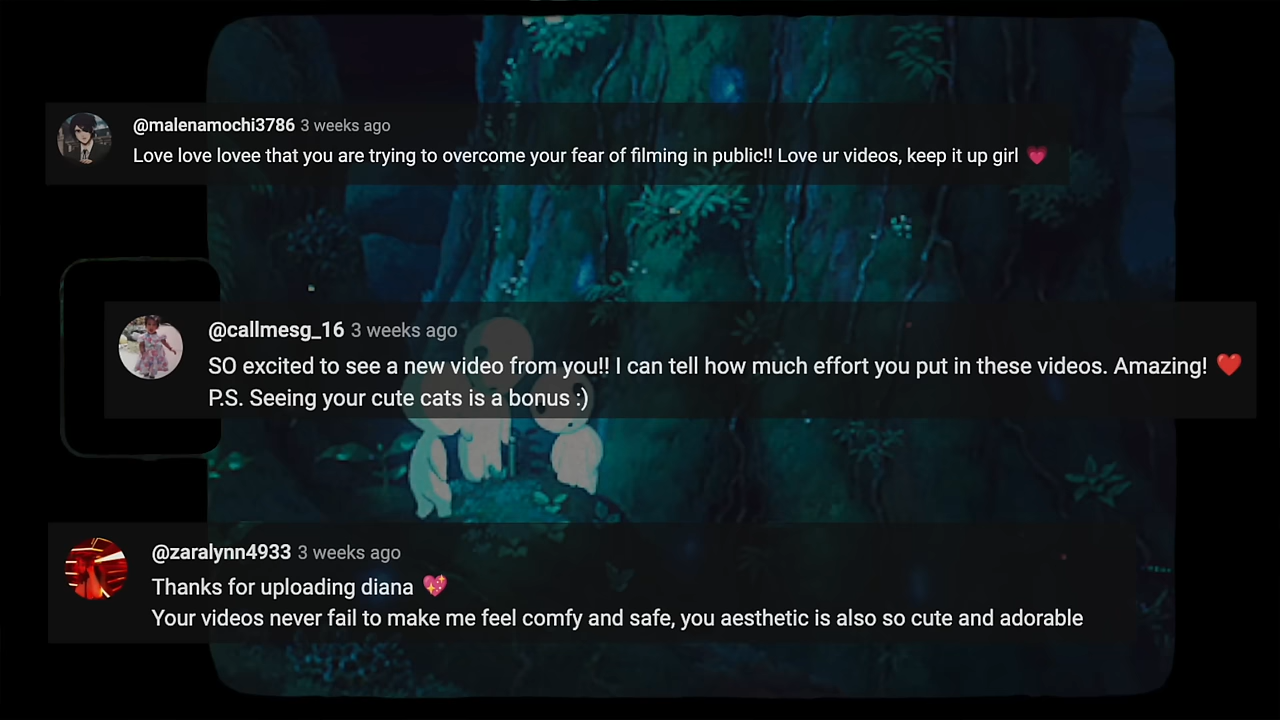 @malenamochi3786 3 weeks ago
Love love lovee that you are trying to overcome your fear of filming in public!! Love ur videos, keep it up girl 💗
@callmesg_16 3 weeks ago
SO excited to see a new video from you!! I can tell how much effort you put in these videos. Amazing! ❤️
P.S. Seeing your cute cats is a bonus :)
@zaralynn4933 3 weeks ago
Thanks for uploading diana 💖
Your videos never fail to make me feel comfy and safe, you aesthetic is also so cute and adorable